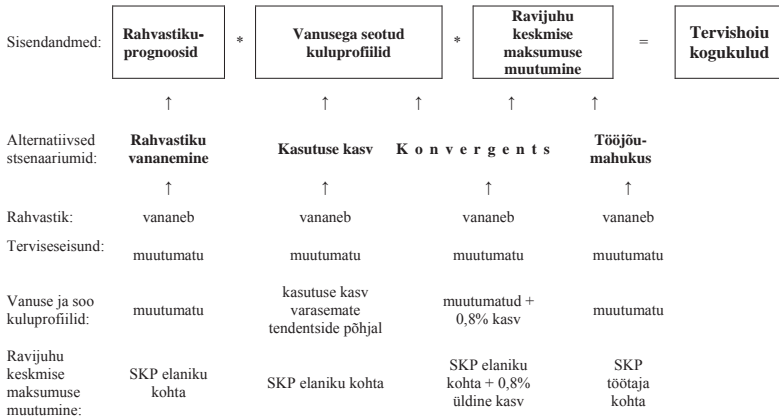 Sisendandmed:
Rahvastiku-
prognoosid
*
Vanusega seotud
kuluprofiilid
*
Ravijuhu
keskmise
maksumuse
muutumine
=
Tervishoiu
kogukulud
↑ ↑ ↑ ↑ ↑
Alternatiivsed
stsenaariumid:
Rahvastiku
vananemine
Kasutuse kasv
K o n v e r g e n t s
Tööjõu-
mahukus
↑ ↑ ↑ ↑
Rahvastik: vananeb vananeb vananeb vananeb
Terviseseisund: muutumatu muutumatu muutumatu muutumatu
Vanuse ja soo
kuluprofiilid:
muutumatu
kasutuse kasv
varasemate
tendentside põhjal
muutumatud +
0,8% kasv
muutumatu
Ravijuhu
keskmise
maksumuse
muutumine:
SKP elaniku
kohta
SKP elaniku kohta
SKP elaniku
kohta + 0,8%
üldine kasv
SKP
töötaja
kohta